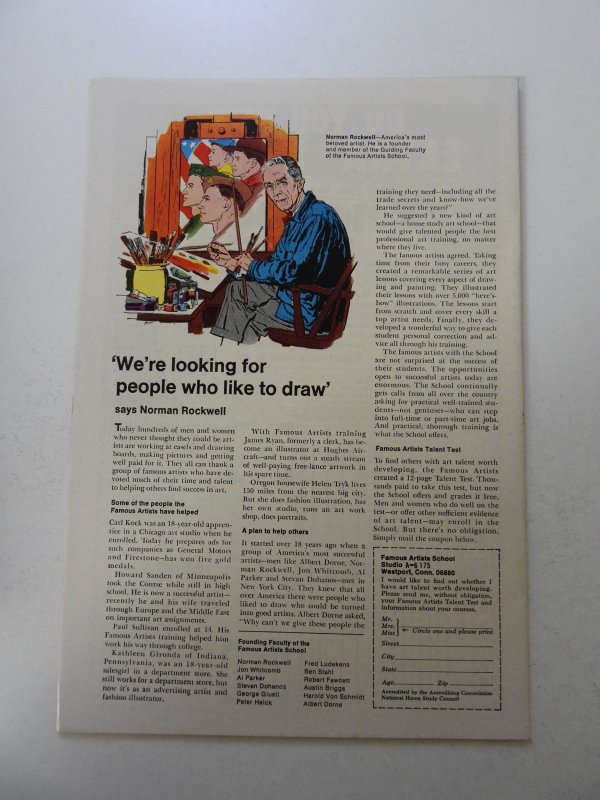 Norman Rockwell—America's most
beloved artist. He is a founder
and member of the Guiding Faculty
of the Famous Artists School.
'We're looking for
people who like to draw'
says Norman Rockwell
Today hundreds of men and women
who never thought they could be art-
ists are working at easels and drawing
boards, making pictures and getting
well paid for it. They all can thank a
group of famous artists who have de-
voted much of their time and talent
to helping others find success in art.
Some of the people the
Famous Artists have helped
Carl Kock was an 18-year-old appren-
tice in a Chicago art studio when he
enrolled. Today he prepares ads for
such companies as General Motors
and Firestone—has won five gold
medals.
Howard Sanden of Minneapolis
took the Course while still in high
school. He is now a successful artist—
recently he and his wife traveled
through Europe and the Middle East
on important art assignments.
Paul Sullivan enrolled at 14. His
Famous Artists training helped him
work his way through college.
Kathleen Gironda of Indiana,
Pennsylvania, was an 18-year-old
salesgirl in a department store. She
still works for a department store, but
now it's as an advertising artist and
fashion illustrator.
With Famous Artists training
James Ryan, formerly a clerk, has be-
come an illustrator at Hughes Air-
craft—and turns out a steady stream
of well-paying free-lance artwork in
his spare time.
Oregon housewife Helen Tryk lives
150 miles from the nearest big city.
But she does fashion illustration, has
her own studio, runs an art work
shop, does portraits.
A plan to help others
It started over 18 years ago when a
group of America's most successful
artists—men like Albert Dorne, Nor-
man Rockwell, Jon Whitcomb, Al
Parker and Stevan Dohanos—met in
New York City. They knew that all
over America there were people who
liked to draw who could be turned
into good artists. Albert Dorne asked,
"Why can't we give these people the
Founding Faculty of the
Famous Artists School
Norman Rockwell
Jon Whitcomb
Al Parker
Stevan Dohanos
George Giusti
Peter Helck
Fred Ludekens
Ben Stahl
Robert Fawcett
Austin Briggs
Harold Von Schmidt
Albert Dorne
training they need—including all the
trade secrets and know-how we've
learned over the years?"
He suggested a new kind of art
school—a home study art school—that
would give talented people the best
professional art training, no matter
where they live.
The famous artists agreed. Taking
time from their busy careers, they
created a remarkable series of art
lessons covering every aspect of draw-
ing and painting. They illustrated
their lessons with over 5,000 "here's-
how" illustrations. The lessons start
from scratch and cover every skill a
top artist needs. Finally, they de-
veloped a wonderful way to give each
student personal correction and ad-
vice all through his training.
The famous artists with the School
are not surprised at the success of
their students. The opportunities
open to successful artists today are
enormous. The School continually
gets calls from all over the country
asking for practical well-trained stu-
dents—not geniuses—who can step
into full-time or part-time art jobs.
And practical, thorough training is
what the School offers.
Famous Artists Talent Test
To find others with art talent worth
developing, the Famous Artists
created a 12-page Talent Test. Thou-
sands paid to take this test, but now
the School offers and grades it free.
Men and women who do well on the
test—or offer other sufficient evidence
of art talent—may enroll in the
School. But there's no obligation.
Simply mail the coupon below.
Famous Artists School
Studio A-6175
Westport, Conn. 06880
I would like to find out whether I
have art talent worth developing.
Please send me, without obligation,
your Famous Artists Talent Test and
information about your courses.
Mr.
Mrs.
Miss
Circle one and please print
Street
City
State
Age Zip
Accredited by the Accrediting Commission
National Home Study Council